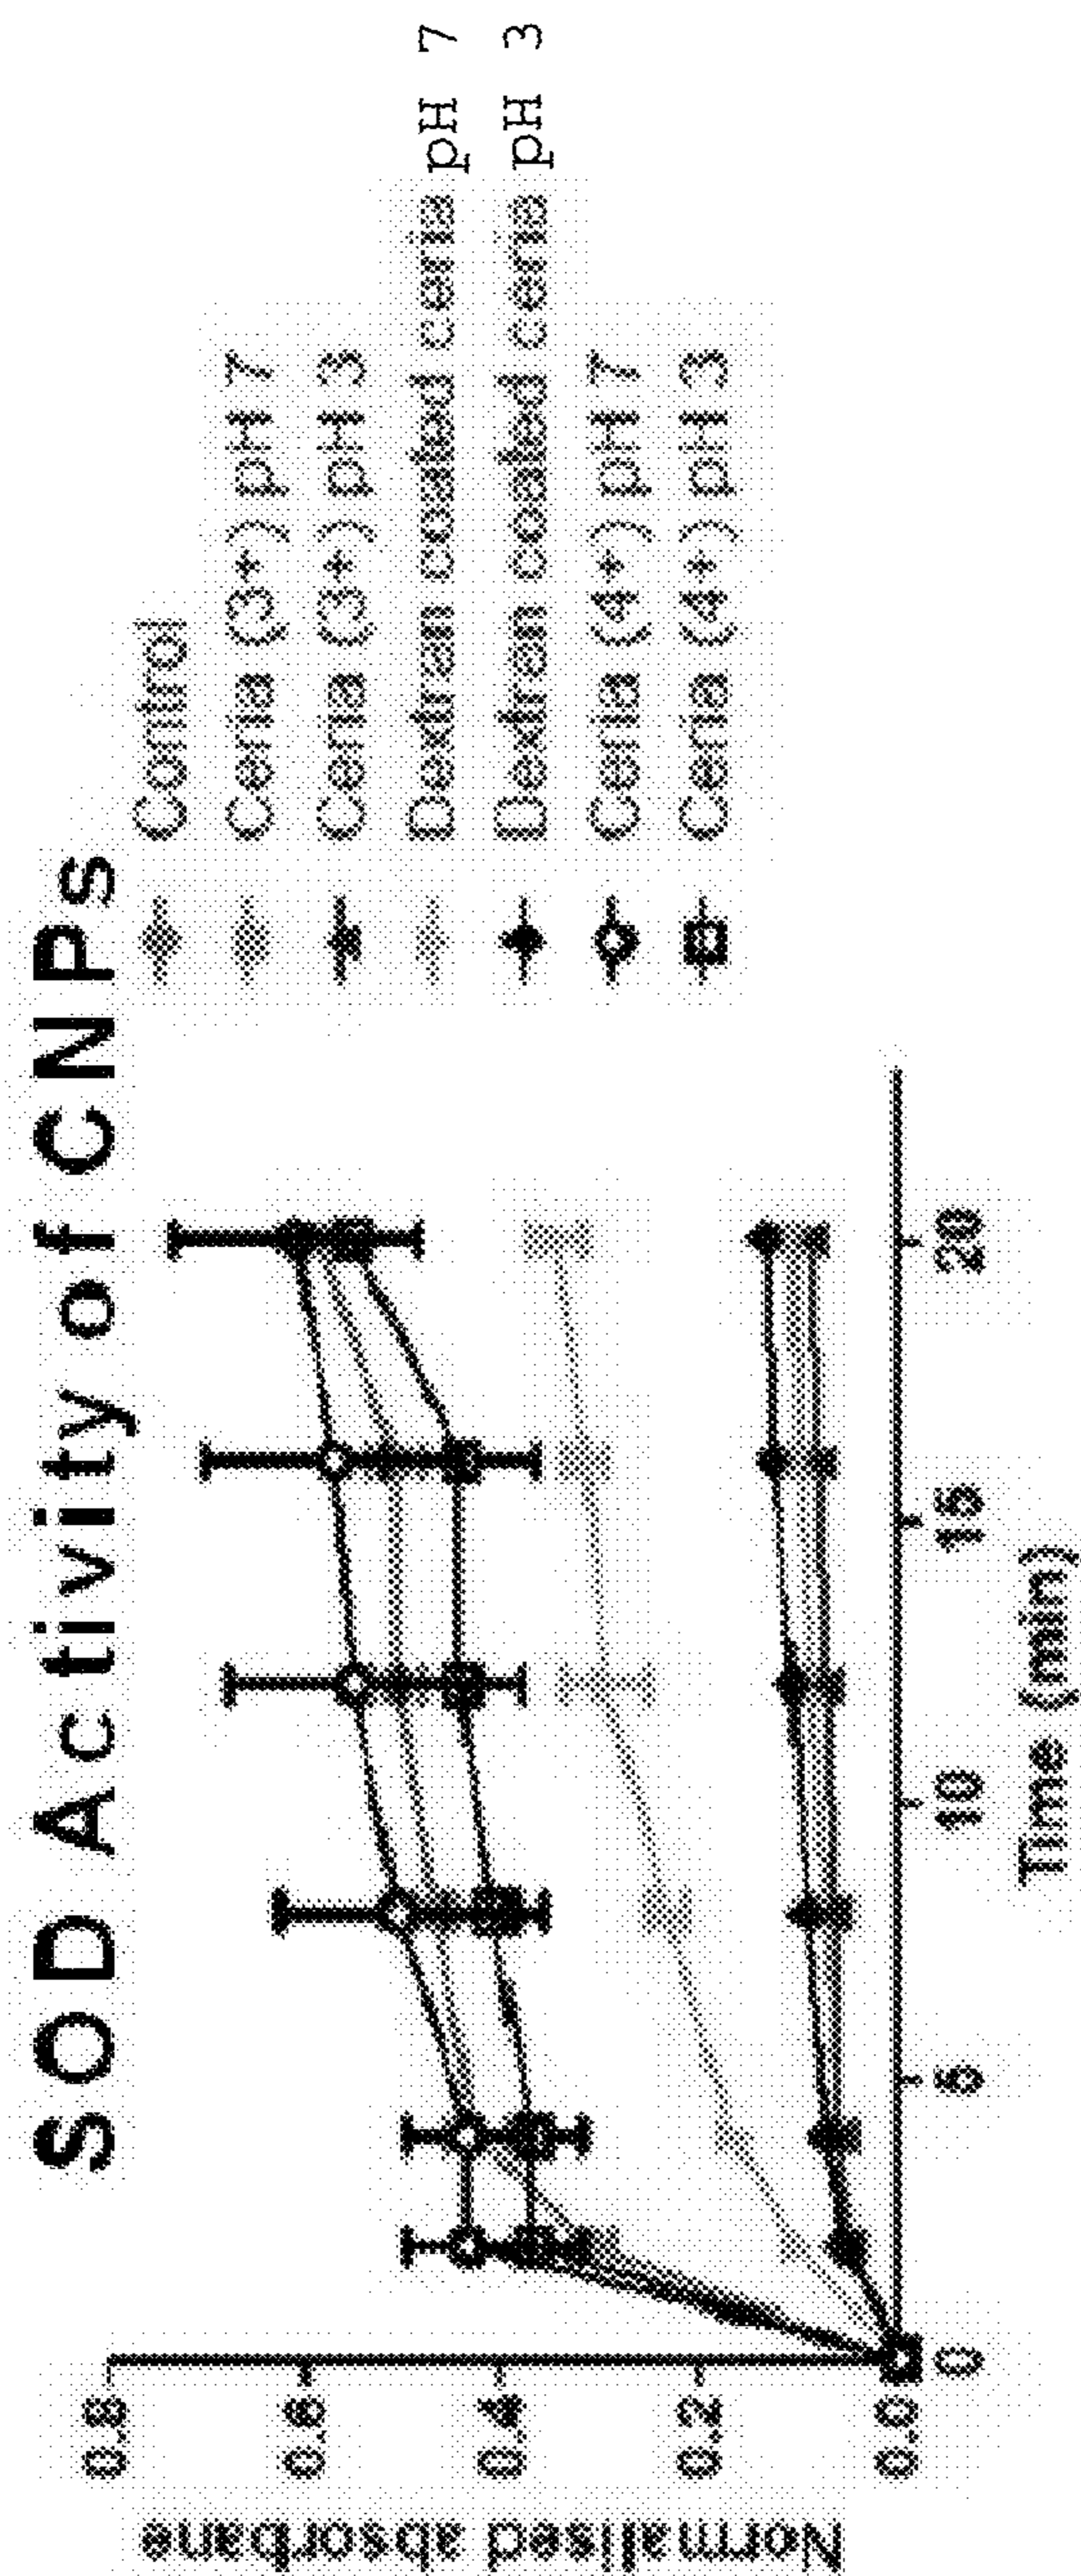 SOD Activity of CNPs
Control
Ceria (3+) pH 7
Ceria (3+) pH 3
Dextran coated ceria pH 7
Dextran coated ceria pH 3
Ceria (4+) pH 7
Ceria (4+) pH 3
Normalised absorbane
0.8
0.6
0.4
0.2
0.0
0
5
10
15
20
Time (min)